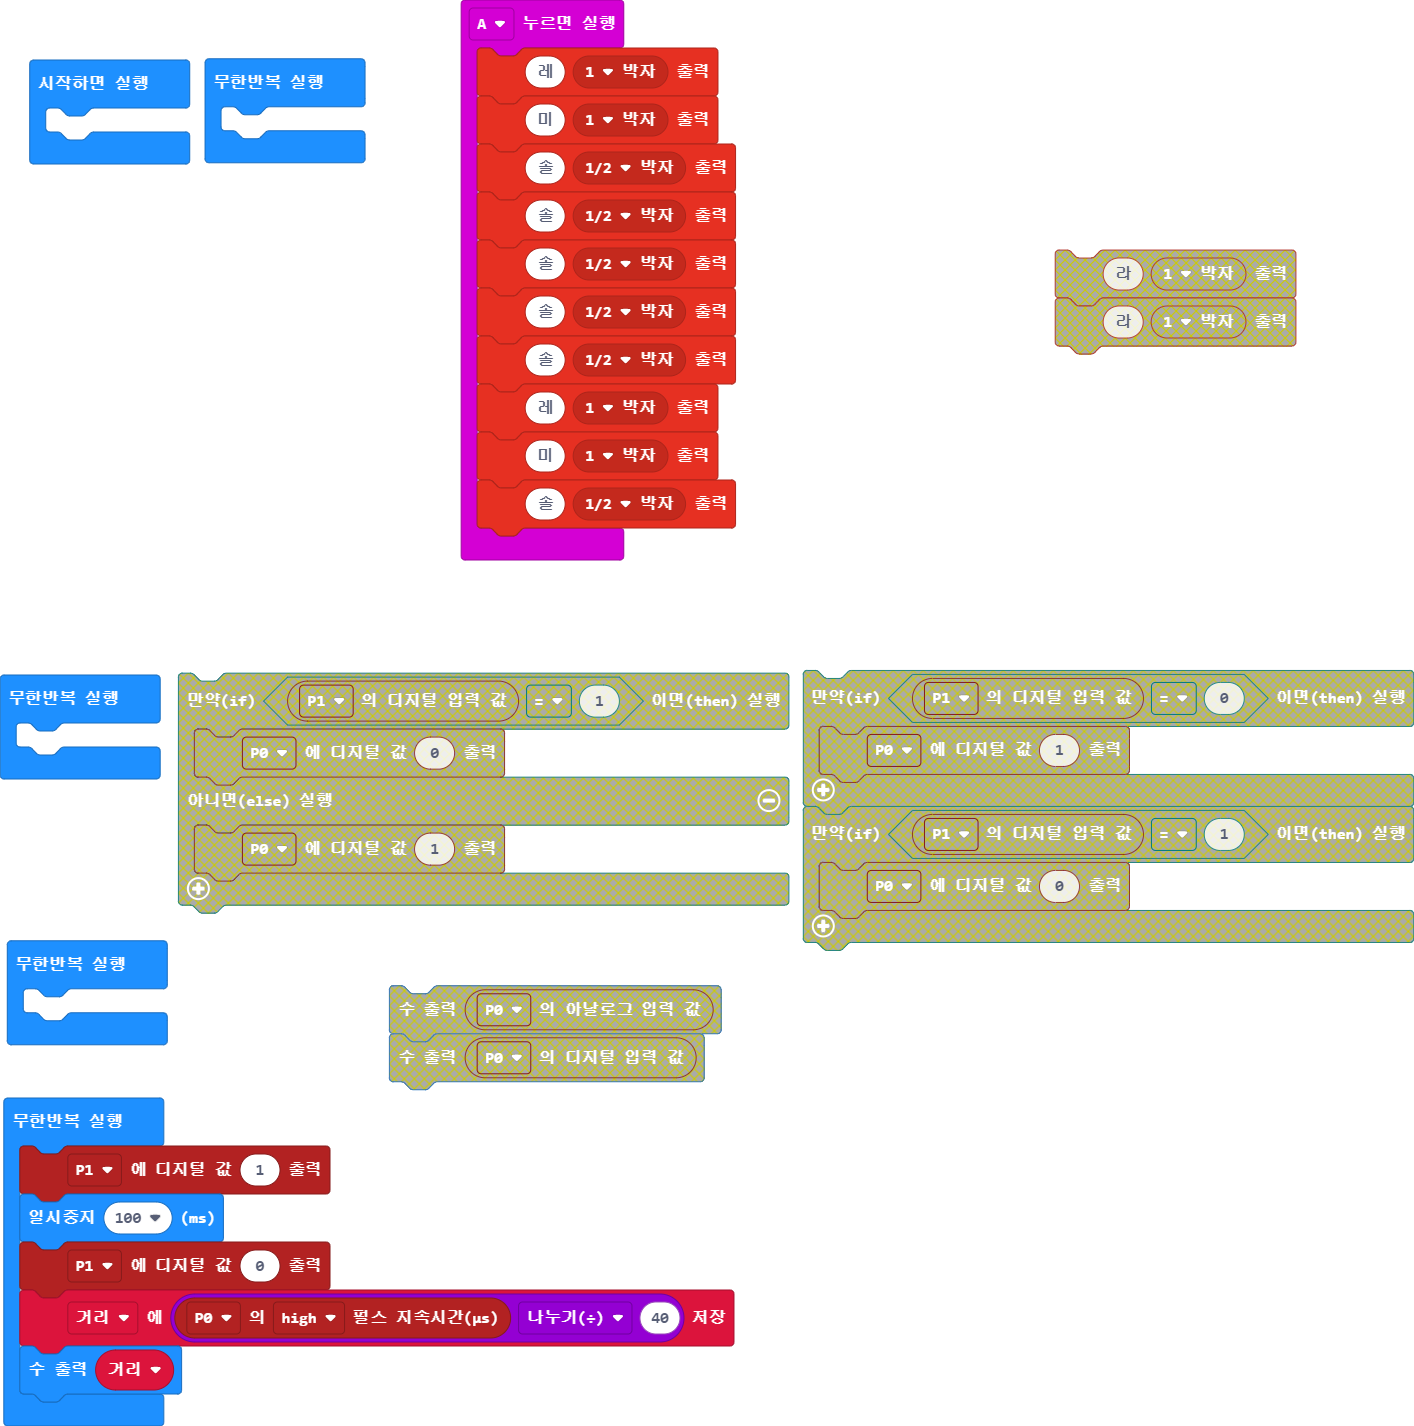 A 누르면 실행
시작하면 실행
무한반복 실행
레 1 박자 출력
미 1 박자 출력
솔 1/2 박자 출력
솔 1/2 박자 출력
솔 1/2 박자 출력
솔 1/2 박자 출력
솔 1/2 박자 출력
레 1 박자 출력
미 1 박자 출력
솔 1/2 박자 출력
라 1 박자 출력
라 1 박자 출력
무한반복 실행
만약(if) P1 의 디지털 입력 값 = 1 이면(then) 실행
P0 에 디지털 값 0 출력
아니면(else) 실행
P0 에 디지털 값 1 출력
만약(if) P1 의 디지털 입력 값 = 0 이면(then) 실행
P0 에 디지털 값 1 출력
만약(if) P1 의 디지털 입력 값 = 1 이면(then) 실행
P0 에 디지털 값 0 출력
무한반복 실행
수 출력 P0 의 아날로그 입력 값
수 출력 P0 의 디지털 입력 값
무한반복 실행
P1 에 디지털 값 1 출력
일시중지 100 (ms)
P1 에 디지털 값 0 출력
거리 에 P0 의 high 펄스 지속시간(μs) 나누기(÷) 40 저장
수 출력 거리